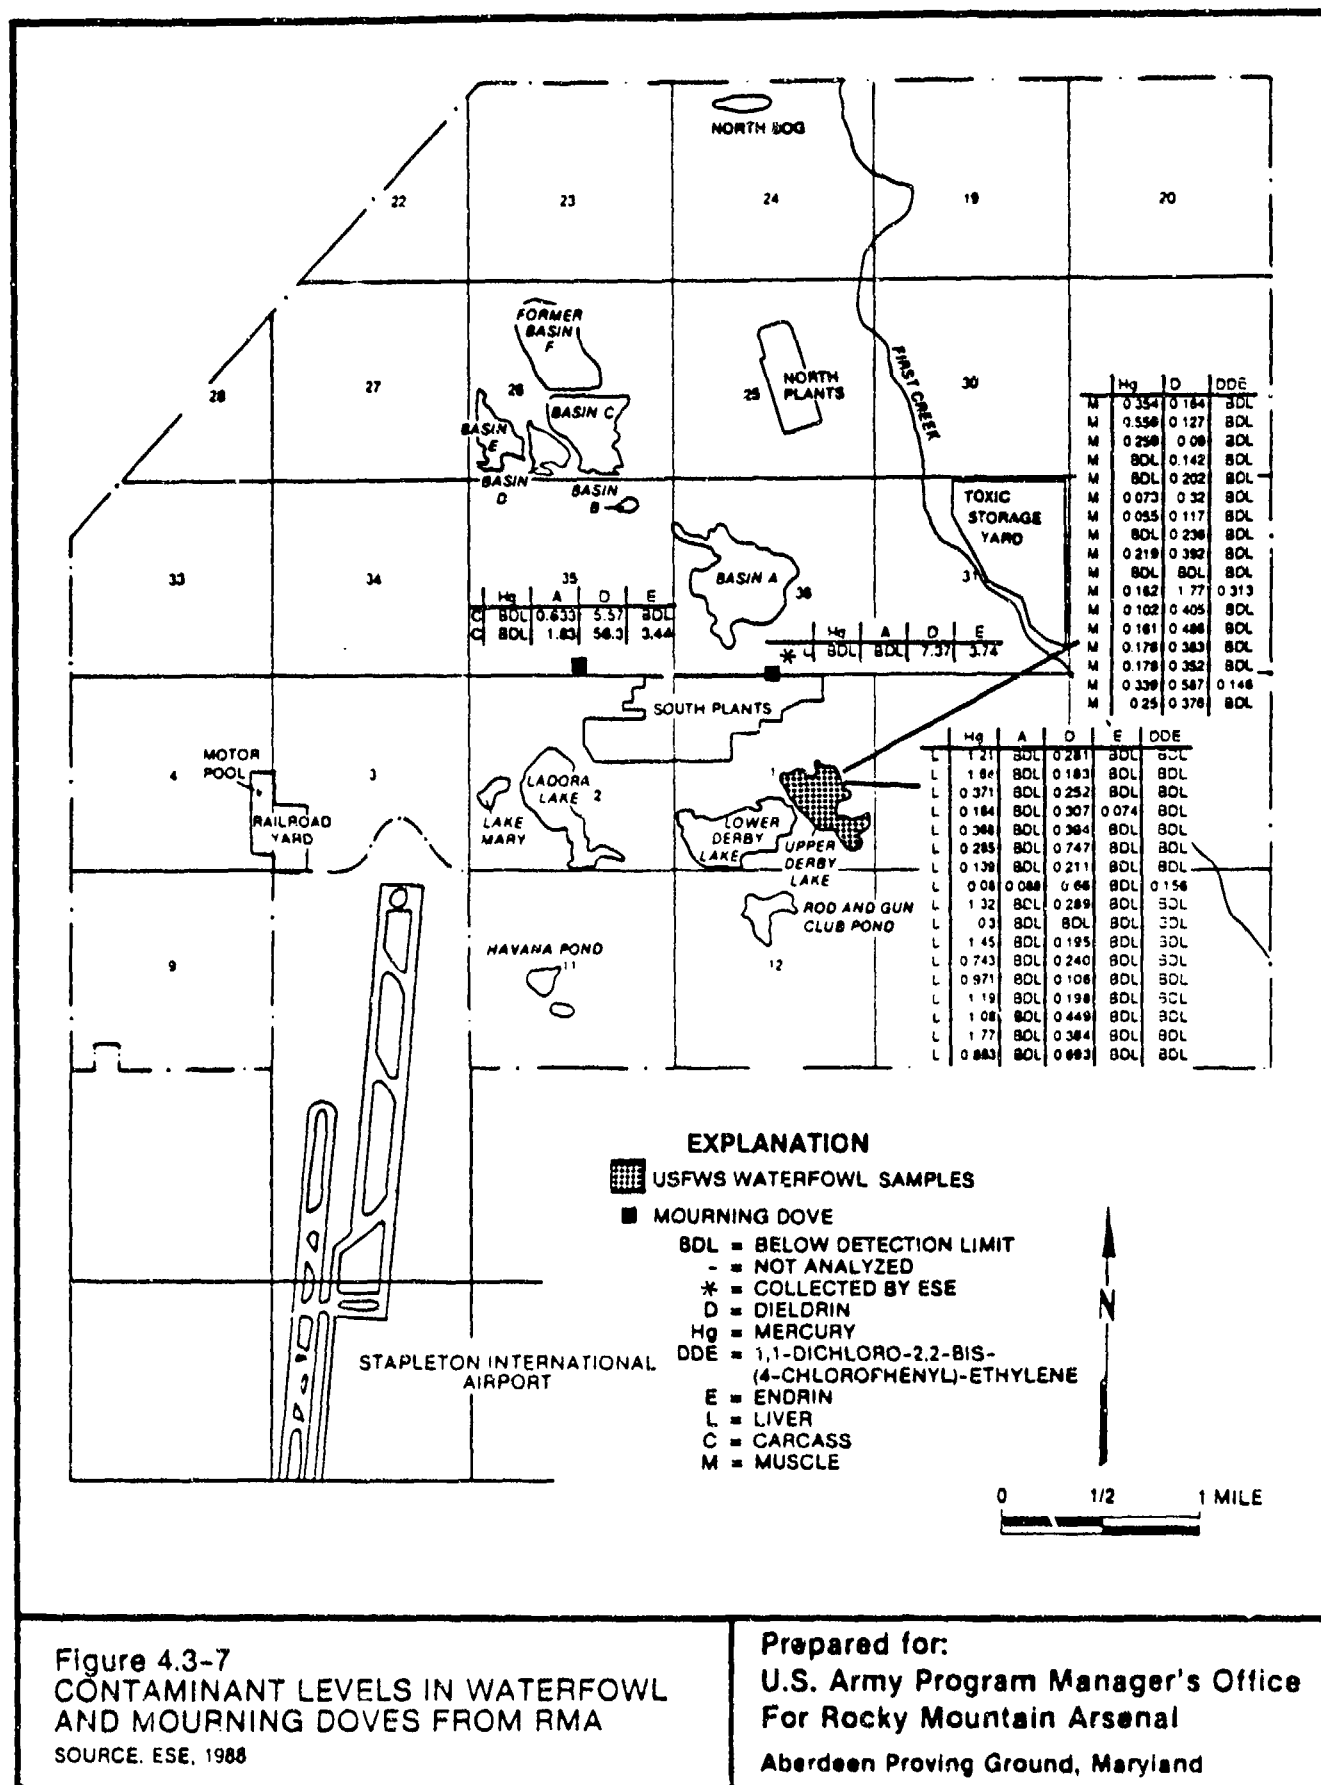 NORTH BOG
22
23
24
19
20
FORMER
BASIN
F
28
27
26
25
NORTH
PLANTS
FIRST CREEK
30
BASIN C
BASIN
E
BASIN
D
BASIN
B
TOXIC
STORAGE
YARD
33
34
35
BASIN A
36
31
Hg D DDE
M 0.354 0.164 BDL
M 0.556 0.127 BDL
M 0.258 0.09 BDL
M BDL 0.142 BDL
M BDL 0.202 BDL
M 0.073 0.32 BDL
M 0.055 0.117 BDL
M BDL 0.236 BDL
M 0.219 0.392 BDL
M BDL BDL BDL
M 0.162 1.77 0.313
M 0.102 0.405 BDL
M 0.161 0.486 BDL
M 0.178 0.383 BDL
M 0.178 0.352 BDL
M 0.339 0.587 0.146
M 0.25 0.376 BDL
Hg A D E
C BDL 0.633 5.57 BDL
C BDL 1.83 56.3 3.44
Hg A D E
* L BDL BDL 7.37 3.74
SOUTH PLANTS
MOTOR
POOL
4
3
RAILROAD
YARD
LAKE
MARY
LADORA
LAKE
2
1
LOWER
DERBY
LAKE
UPPER
DERBY
LAKE
Hg A D E DDE
L 1.21 BDL 0.281 BDL BDL
L BDL 0.183 BDL BDL
L 0.371 BDL 0.252 BDL BDL
L 0.184 BDL 0.307 0.074 BDL
L 0.368 BDL 0.394 BDL BDL
L 0.285 BDL 0.747 BDL BDL
L 0.139 BDL 0.211 BDL BDL
L 0.08 0.088 0.66 BDL 0.156
L 1.32 BDL 0.289 BDL BDL
L 0.3 BDL BDL BDL BDL
L 1.45 BDL 0.195 BDL BDL
L 0.743 BDL 0.240 BDL BDL
L 0.971 BDL 0.106 BDL BDL
L 1.19 BDL 0.198 BDL BDL
L 1.08 BDL 0.449 BDL BDL
L 1.77 BDL 0.384 BDL BDL
L 0.883 BDL 0.693 BDL BDL
ROD AND GUN
CLUB POND
9
HAVANA POND
11
12
STAPLETON INTERNATIONAL
AIRPORT
EXPLANATION
USFWS WATERFOWL SAMPLES
MOURNING DOVE
BDL = BELOW DETECTION LIMIT
- = NOT ANALYZED
* = COLLECTED BY ESE
D = DIELDRIN
Hg = MERCURY
DDE = 1,1-DICHLORO-2,2-BIS-
(4-CHLOROPHENYL)-ETHYLENE
E = ENDRIN
L = LIVER
C = CARCASS
M = MUSCLE
N
0 1/2 1 MILE
Figure 4.3-7
CONTAMINANT LEVELS IN WATERFOWL
AND MOURNING DOVES FROM RMA
SOURCE. ESE, 1988
Prepared for:
U.S. Army Program Manager's Office
For Rocky Mountain Arsenal
Aberdeen Proving Ground, Maryland